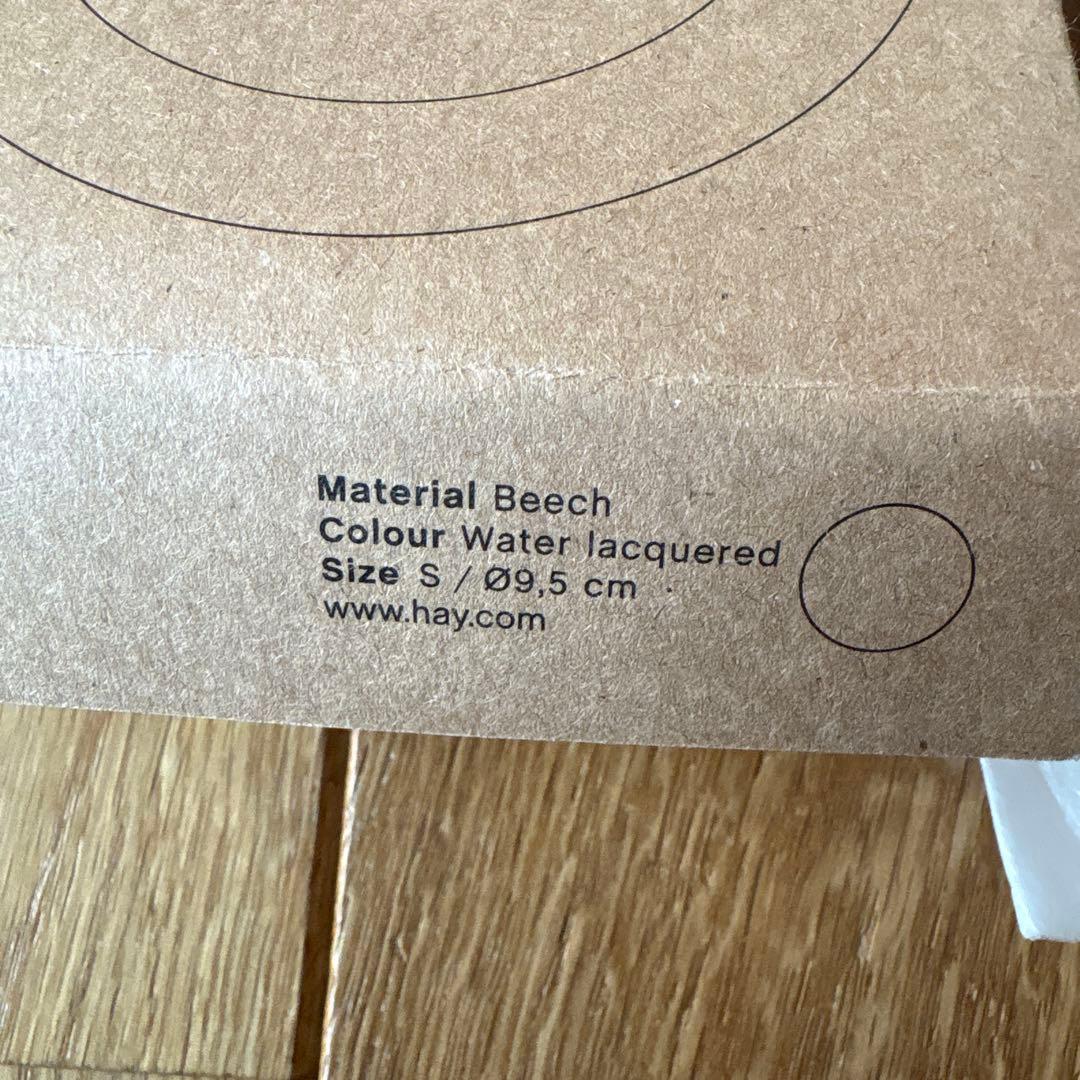 Material Beech
Colour Water lacquered
Size S / Ø9,5 cm
www.hay.com